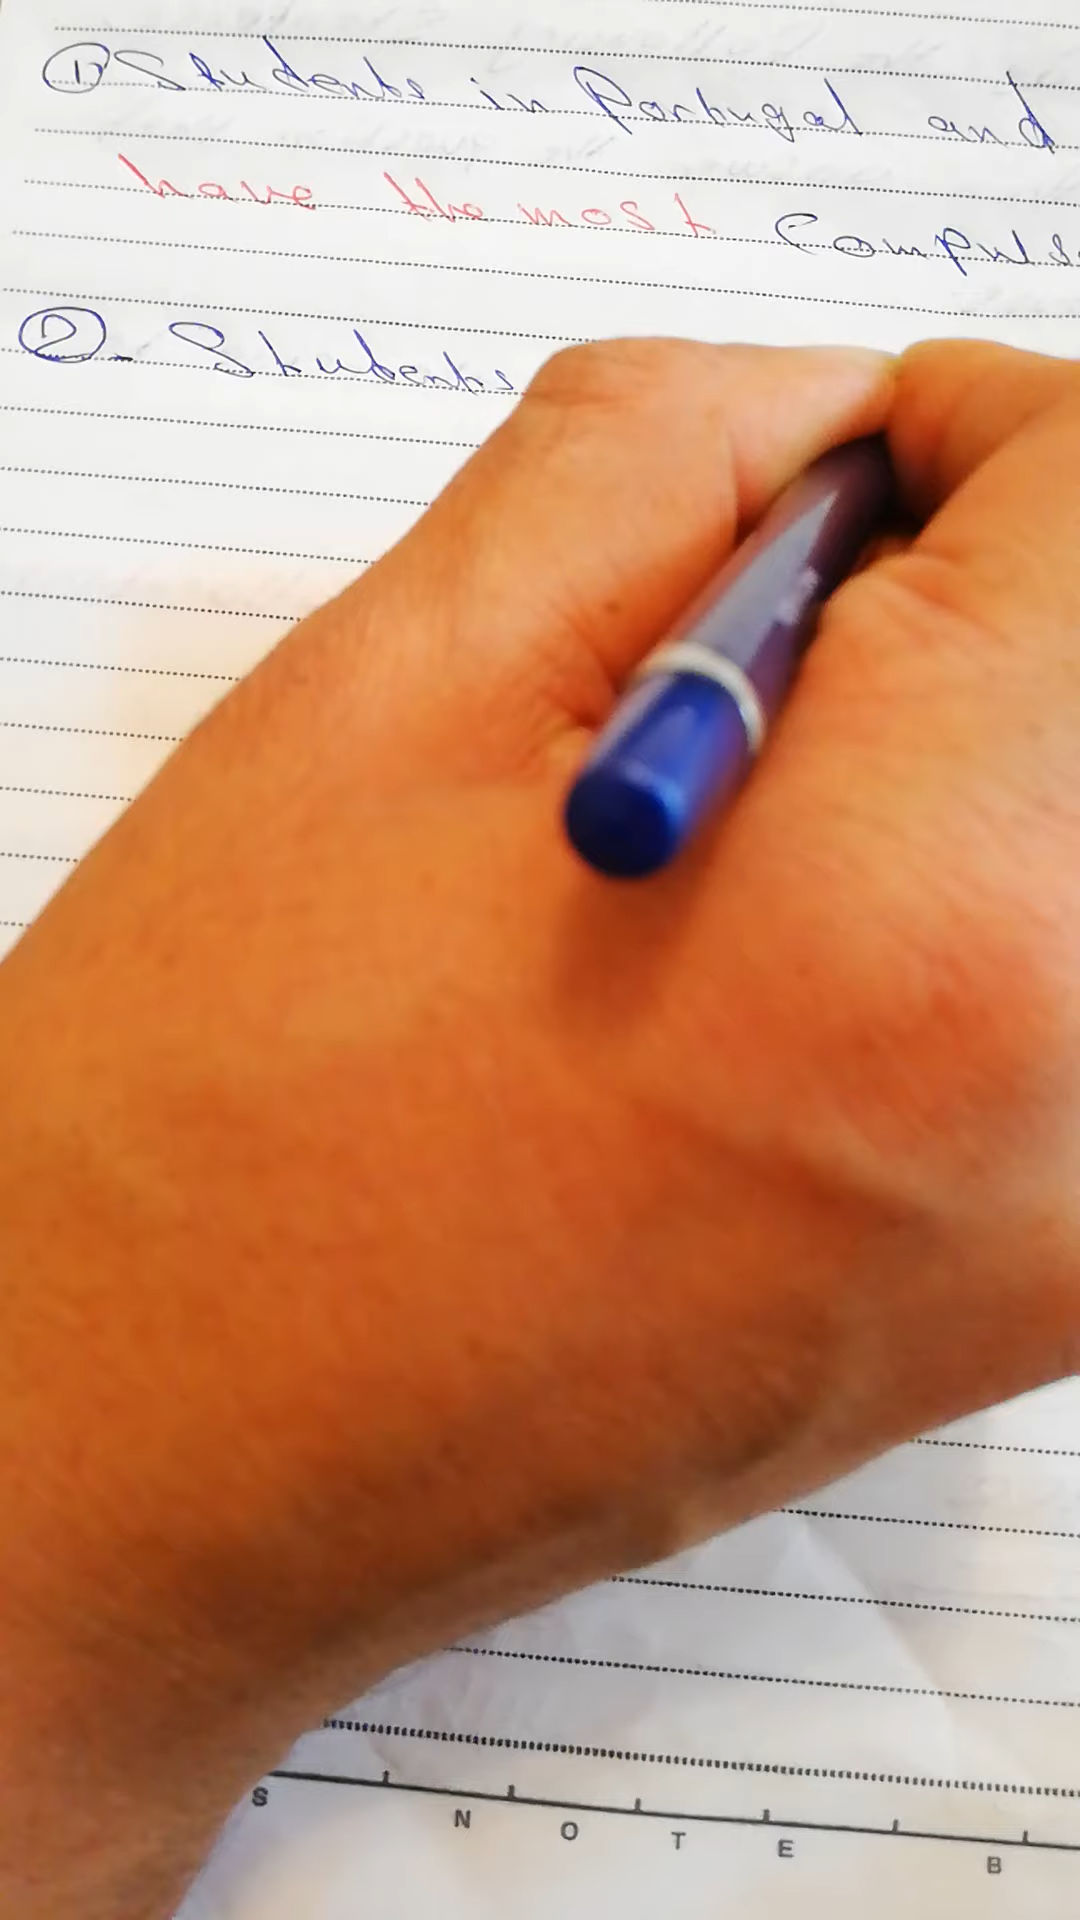 ① Students in Portugal and
have the most Compuls
② - Students
S N O T E B